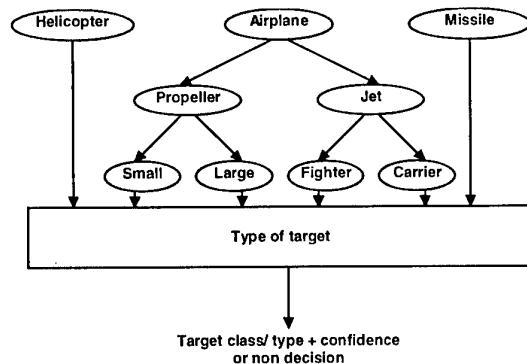 Helicopter
Airplane
Missile
Propeller
Jet
Small
Large
Fighter
Carrier
Type of target
Target class/ type + confidence
or non decision